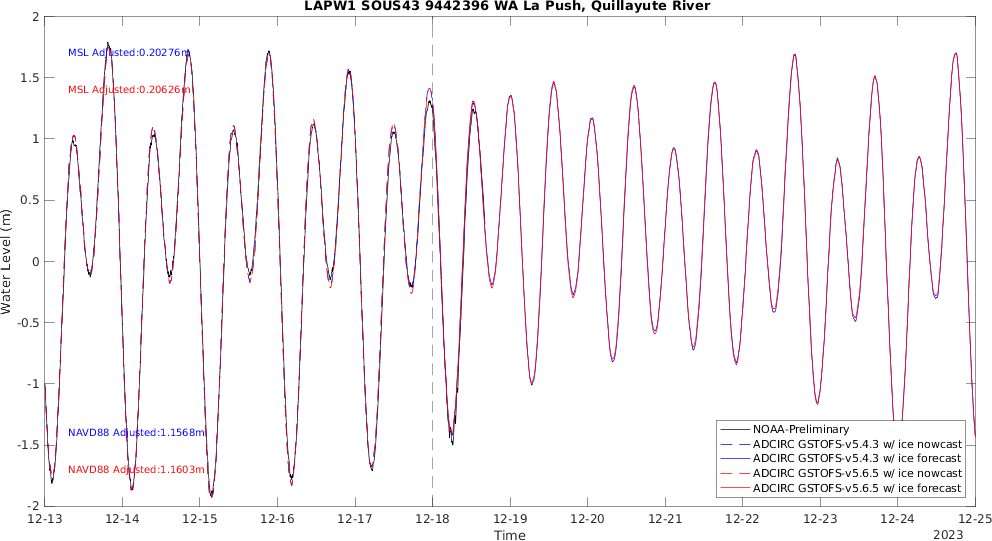 LAPW1 SOUS43 9442396 WA La Push, Quillayute River
Water Level (m)
2
1.5
1
0.5
0
-0.5
-1
-1.5
-2
MSL Adjusted:0.20276m
MSL Adjusted:0.20626m
NAVD88 Adjusted:1.1568m
NAVD88 Adjusted:1.1603m
NOAA-Preliminary
ADCIRC GSTOFS-v5.4.3 w/ ice nowcast
ADCIRC GSTOFS-v5.4.3 w/ ice forecast
ADCIRC GSTOFS-v5.6.5 w/ ice nowcast
ADCIRC GSTOFS-v5.6.5 w/ ice forecast
12-13 12-14 12-15 12-16 12-17 12-18 12-19 12-20 12-21 12-22 12-23 12-24 12-25
Time
2023